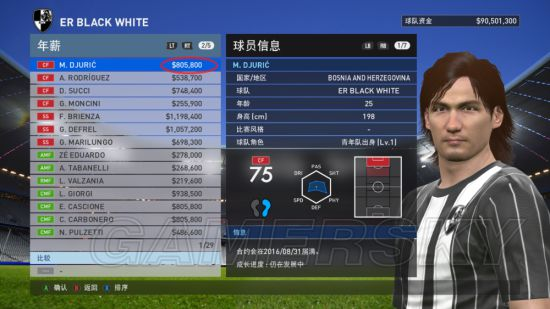 ER BLACK WHITE
球队资金 $90,501,300
年薪 LT RT 2/5
CF M. DJURIĆ $805,800
CF A. RODRÍGUEZ $538,700
CF D. SUCCI $748,400
CF G. MONCINI $255,900
SS F. BRIENZA $1,198,400
SS G. DEFREL $1,057,200
SS G. MARILUNGO $698,300
AMF ZÉ EDUARDO $278,000
AMF A. TABANELLI $268,600
AMF L. VALZANIA $219,600
CMF L. GIORGI $938,500
CMF E. CASCIONE $805,800
CMF C. CARBONERO $805,800
CMF N. PULZETTI $486,600
1/29
比较
--
球员信息 LB RB 1/7
M. DJURIĆ
国家/地区 BOSNIA AND HERZEGOVINA
球队 ER BLACK WHITE
年龄 25
身高 (cm) 198
比赛风格 -
球队角色 青年队出身 (Lv.1)
CF
75
PAS
DRI SHT
SPD PHY
DEF
信息
合约会在2016/08/31届满。
成长进度:仍在发展中
GAMERSKY
A 确认 B 返回 X 排序